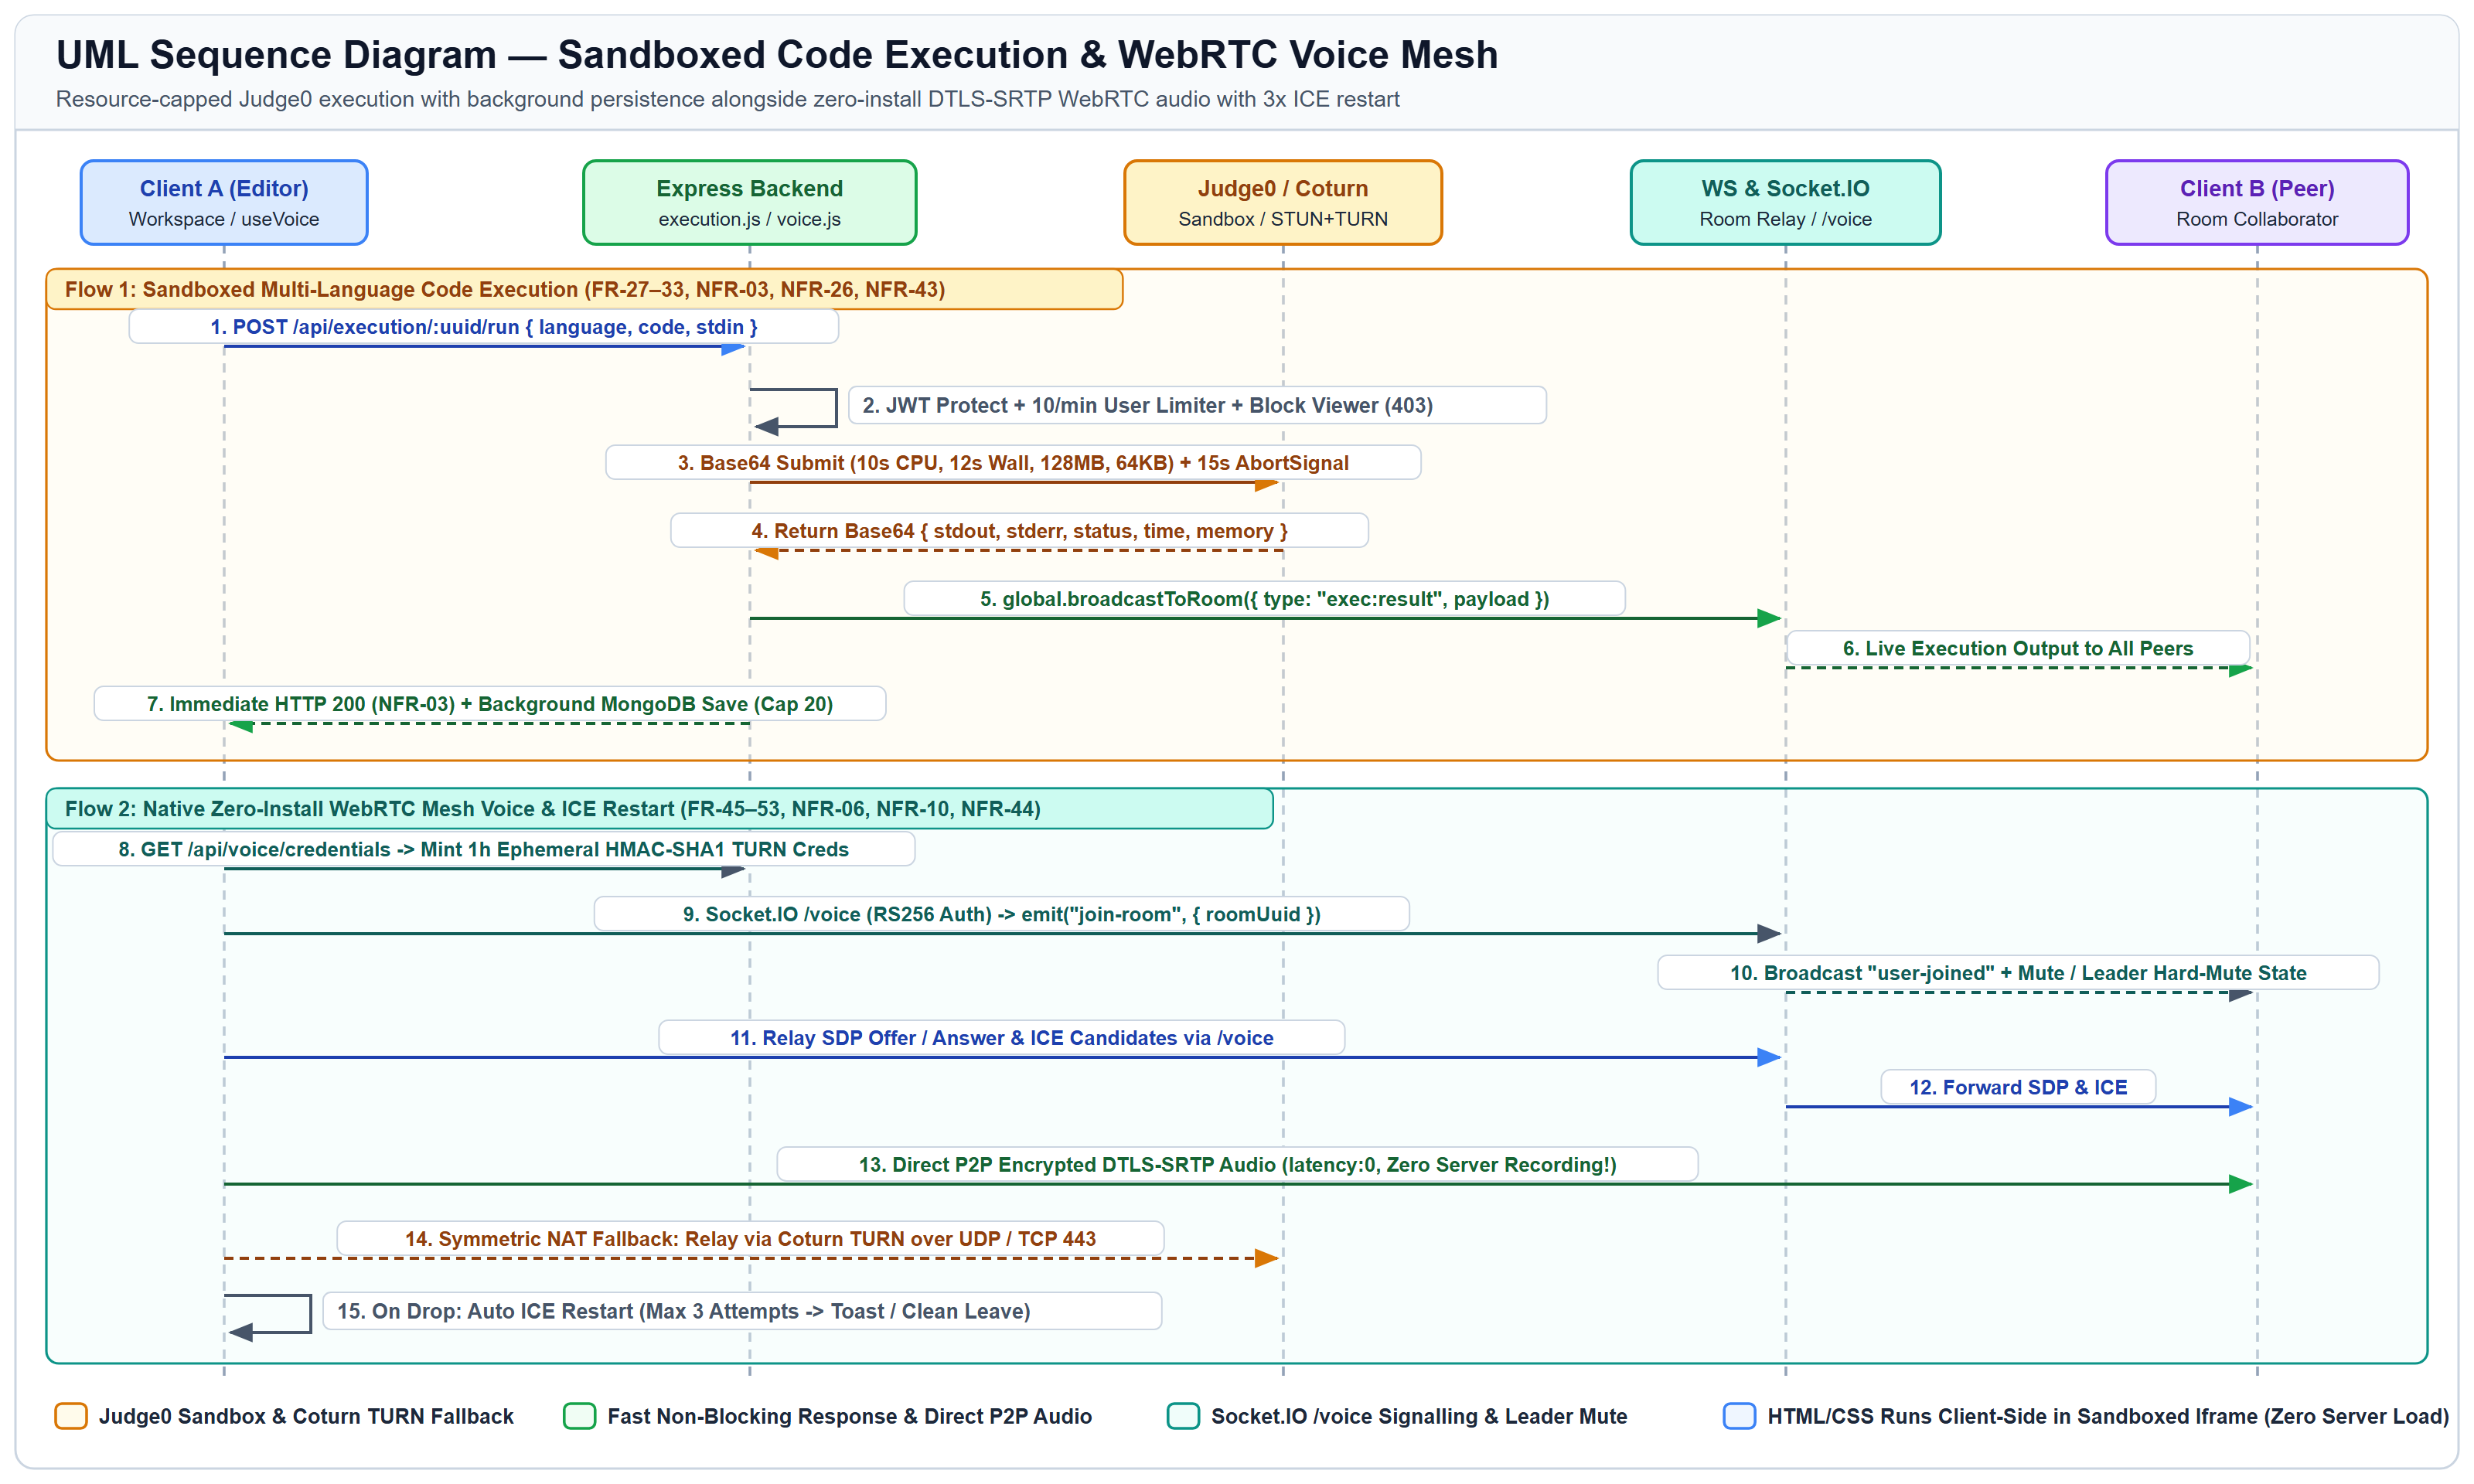 UML Sequence Diagram — Sandboxed Code Execution & WebRTC Voice Mesh
Resource-capped Judge0 execution with background persistence alongside zero-install DTLS-SRTP WebRTC audio with 3x ICE restart
Client A (Editor)
Workspace / useVoice
Express Backend
execution.js / voice.js
Judge0 / Coturn
Sandbox / STUN+TURN
WS & Socket.IO
Room Relay / /voice
Client B (Peer)
Room Collaborator
Flow 1: Sandboxed Multi-Language Code Execution (FR-27–33, NFR-03, NFR-26, NFR-43)
1. POST /api/execution/:uuid/run { language, code, stdin }
2. JWT Protect + 10/min User Limiter + Block Viewer (403)
3. Base64 Submit (10s CPU, 12s Wall, 128MB, 64KB) + 15s AbortSignal
4. Return Base64 { stdout, stderr, status, time, memory }
5. global.broadcastToRoom({ type: "exec:result", payload })
6. Live Execution Output to All Peers
7. Immediate HTTP 200 (NFR-03) + Background MongoDB Save (Cap 20)
Flow 2: Native Zero-Install WebRTC Mesh Voice & ICE Restart (FR-45–53, NFR-06, NFR-10, NFR-44)
8. GET /api/voice/credentials -> Mint 1h Ephemeral HMAC-SHA1 TURN Creds
9. Socket.IO /voice (RS256 Auth) -> emit("join-room", { roomUuid })
10. Broadcast "user-joined" + Mute / Leader Hard-Mute State
11. Relay SDP Offer / Answer & ICE Candidates via /voice
12. Forward SDP & ICE
13. Direct P2P Encrypted DTLS-SRTP Audio (latency:0, Zero Server Recording!)
14. Symmetric NAT Fallback: Relay via Coturn TURN over UDP / TCP 443
15. On Drop: Auto ICE Restart (Max 3 Attempts -> Toast / Clean Leave)
Judge0 Sandbox & Coturn TURN Fallback
Fast Non-Blocking Response & Direct P2P Audio
Socket.IO /voice Signalling & Leader Mute
HTML/CSS Runs Client-Side in Sandboxed Iframe (Zero Server Load)